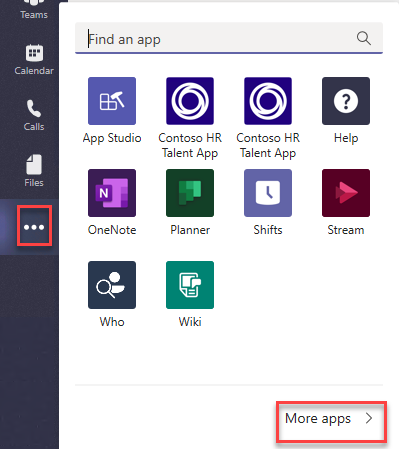 Teams
Calendar
Calls
Files
Find an app
App Studio
Contoso HR
Talent App
Contoso HR
Talent App
Help
N
OneNote
Planner
Shifts
Stream
Who
Wiki
More apps